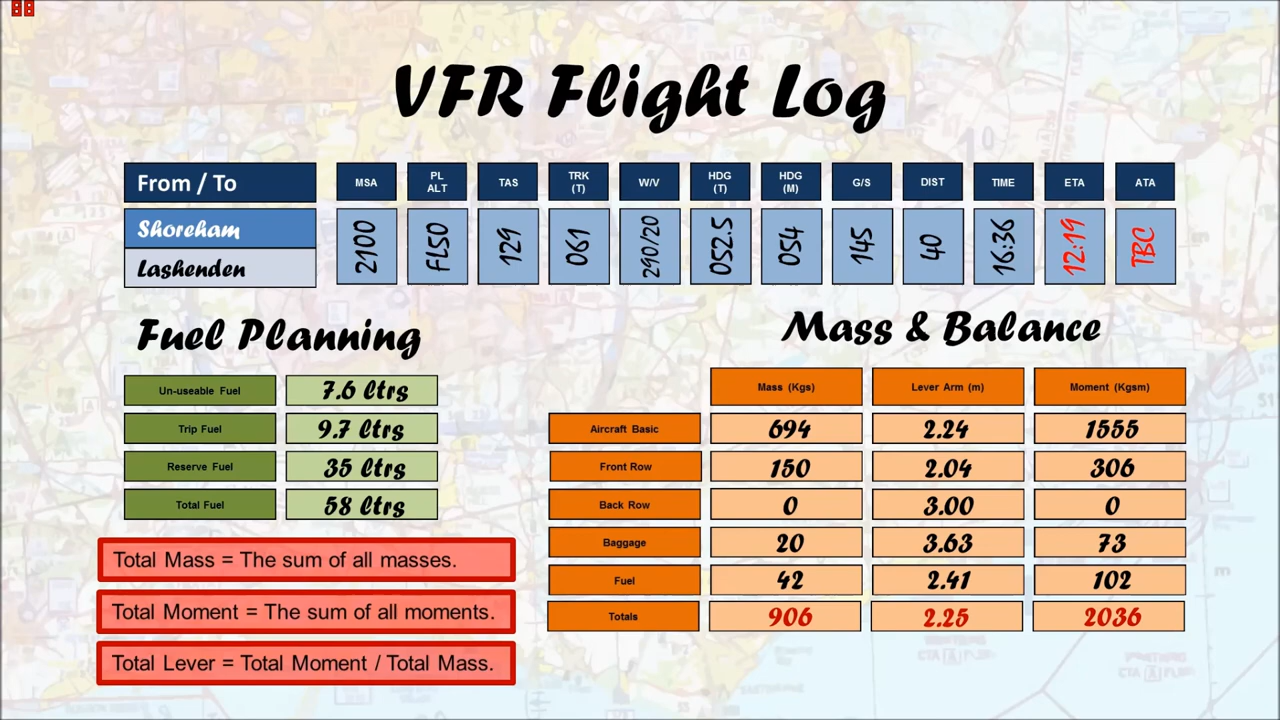 VFR Flight Log
From / To MSA PL ALT TAS TRK (T) W/V HDG (T) HDG (M) G/S DIST TIME ETA ATA
Shoreham
Lashenden
2100 FL50 129 061 290/20 052.5 054 145 40 16:36 12:19 TBC
Fuel Planning
Un-useable Fuel 7.6 ltrs
Trip Fuel 9.7 ltrs
Reserve Fuel 35 ltrs
Total Fuel 58 ltrs
Total Mass = The sum of all masses.
Total Moment = The sum of all moments.
Total Lever = Total Moment / Total Mass.
Mass & Balance
Mass (Kgs) Lever Arm (m) Moment (Kgsm)
Aircraft Basic 694 2.24 1555
Front Row 150 2.04 306
Back Row 0 3.00 0
Baggage 20 3.63 73
Fuel 42 2.41 102
Totals 906 2.25 2036